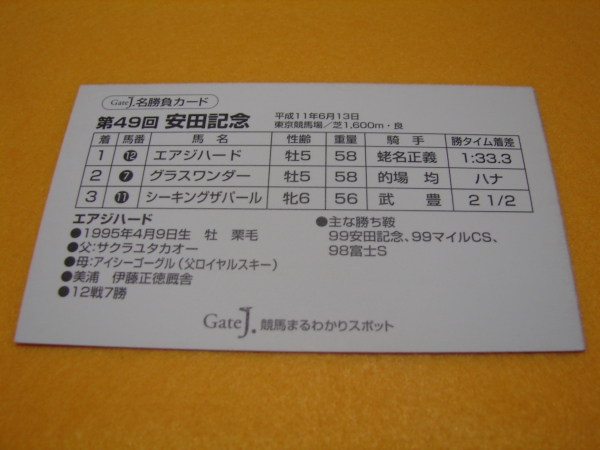 Gate J. 名勝負カード
第49回 安田記念 平成11年6月13日
東京競馬場/芝1,600m・良
着 馬番 馬名 性齢 重量 騎手 勝タイム着差
1 ⑫ エアジハード 牡5 58 蛯名正義 1:33.3
2 ⑦ グラスワンダー 牡5 58 的場 均 ハナ
3 ⑪ シーキングザパール 牝6 56 武 豊 2 1/2
エアジハード
●1995年4月9日生 牡 栗毛
●父:サクラユタカオー
●母:アイシーゴーグル(父ロイヤルスキー)
●美浦 伊藤正徳厩舎
●12戦7勝
●主な勝ち鞍
99安田記念、99マイルCS、
98富士S
Gate J. 競馬まるわかりスポット